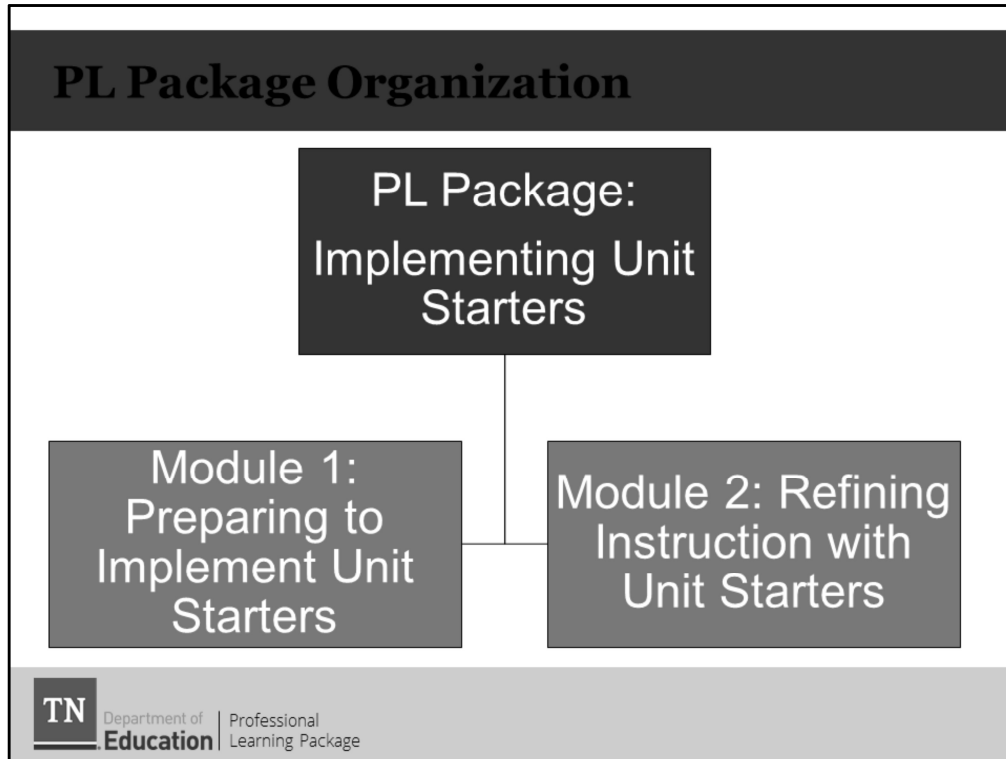 PL Package Organization
PL Package:
Implementing Unit
Starters
Module 1:
Preparing to
Implement Unit
Starters
Module 2: Refining
Instruction with
Unit Starters
TN
Department of
Education
Professional
Learning Package